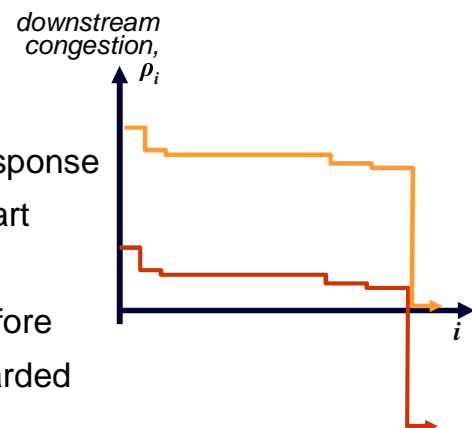 downstream
congestion,
ρi
sponse
art
fore
arded
i